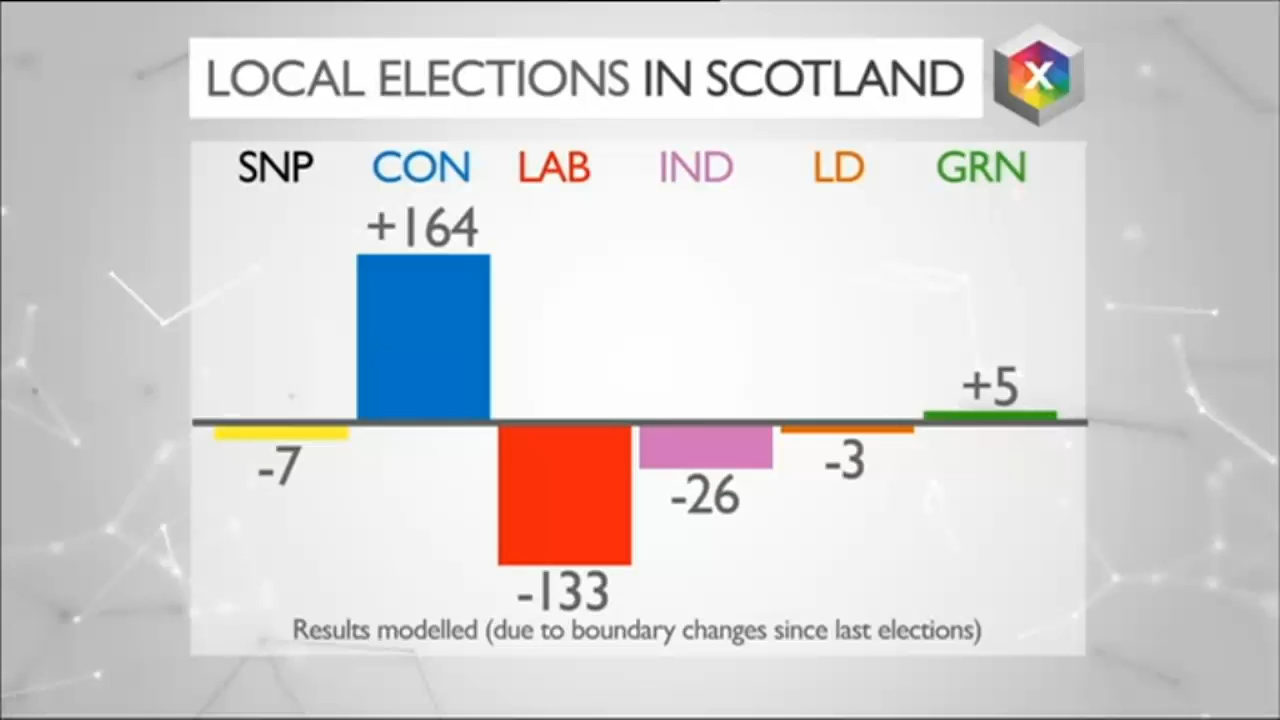 LOCAL ELECTIONS IN SCOTLAND
X
SNP CON LAB IND LD GRN
+164
+5
-7
-3
-26
-133
Results modelled (due to boundary changes since last elections)